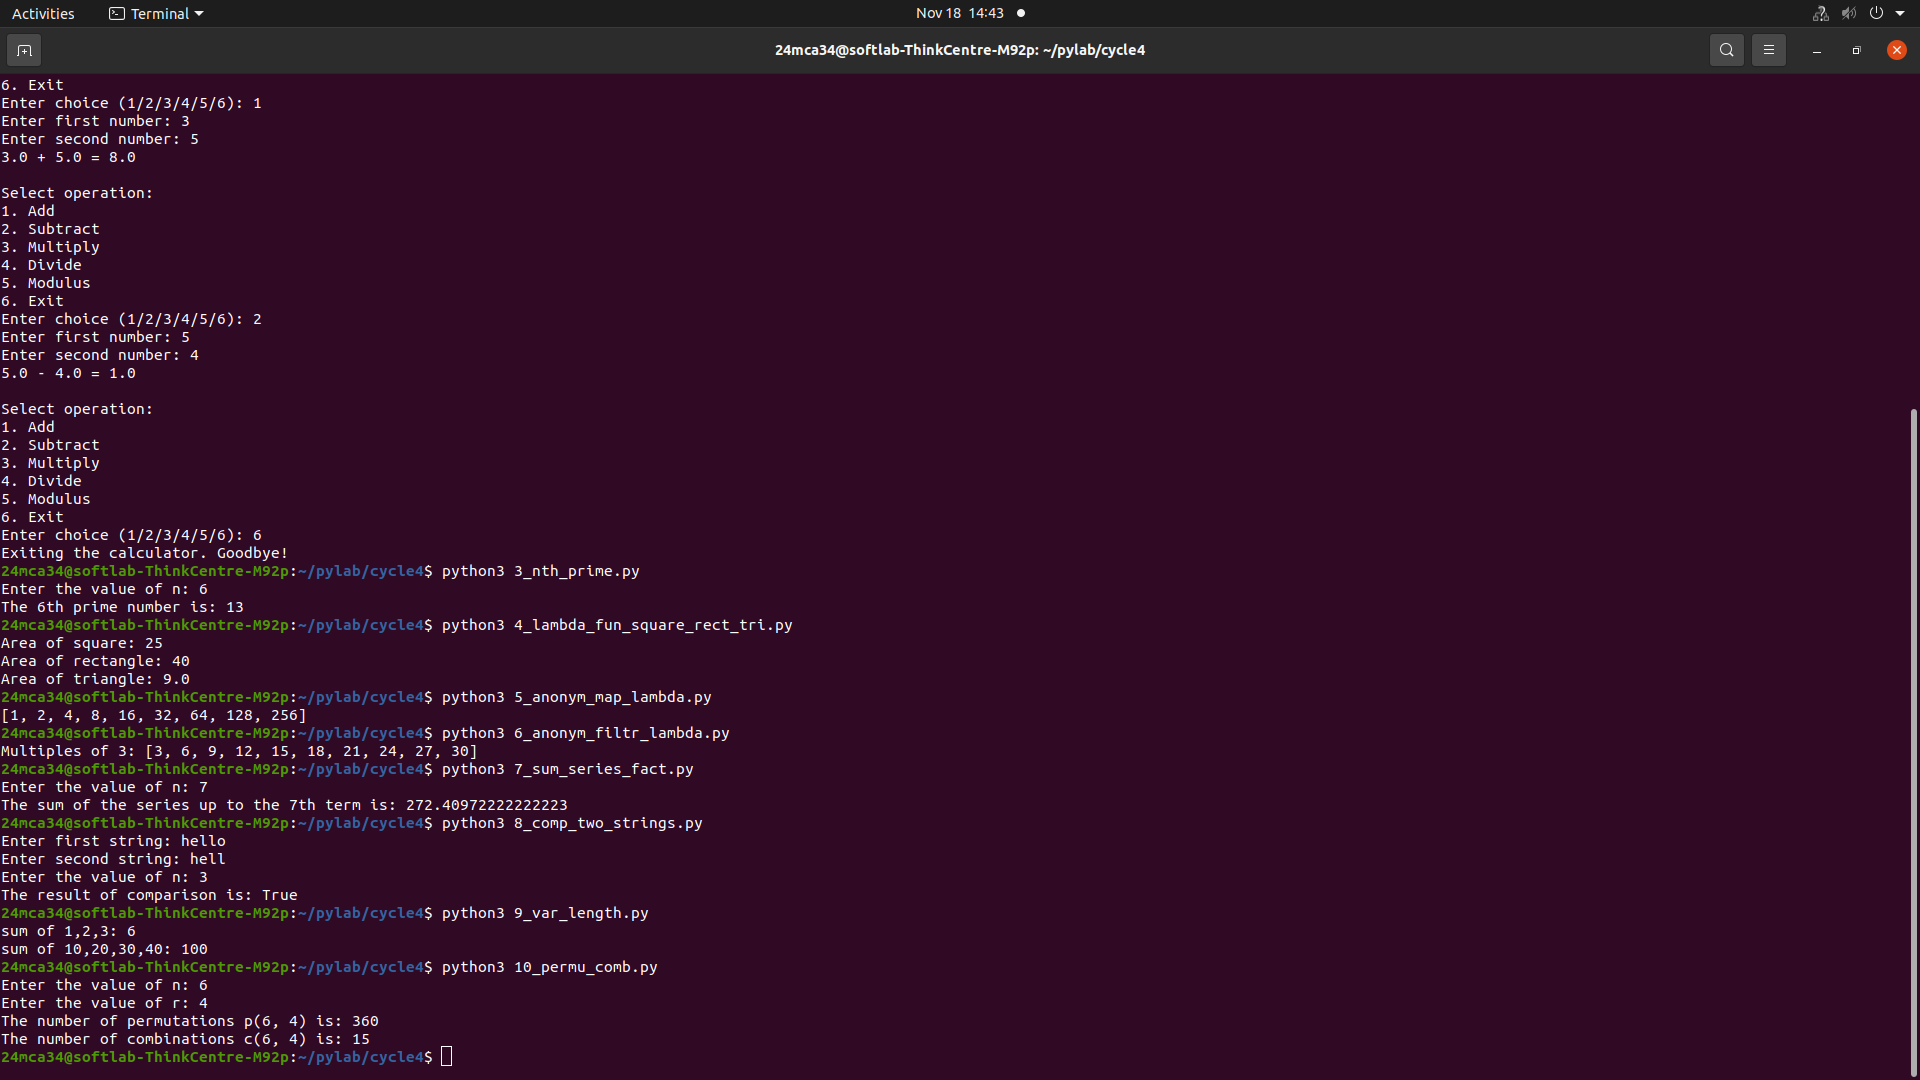 Activities Terminal Nov 18 14:43
24mca34@softlab-ThinkCentre-M92p: ~/pylab/cycle4
6. Exit
Enter choice (1/2/3/4/5/6): 1
Enter first number: 3
Enter second number: 5
3.0 + 5.0 = 8.0
Select operation:
1. Add
2. Subtract
3. Multiply
4. Divide
5. Modulus
6. Exit
Enter choice (1/2/3/4/5/6): 2
Enter first number: 5
Enter second number: 4
5.0 - 4.0 = 1.0
Select operation:
1. Add
2. Subtract
3. Multiply
4. Divide
5. Modulus
6. Exit
Enter choice (1/2/3/4/5/6): 6
Exiting the calculator. Goodbye!
24mca34@softlab-ThinkCentre-M92p:~/pylab/cycle4$ python3 3_nth_prime.py
Enter the value of n: 6
The 6th prime number is: 13
24mca34@softlab-ThinkCentre-M92p:~/pylab/cycle4$ python3 4_lambda_fun_square_rect_tri.py
Area of square: 25
Area of rectangle: 40
Area of triangle: 9.0
24mca34@softlab-ThinkCentre-M92p:~/pylab/cycle4$ python3 5_anonym_map_lambda.py
[1, 2, 4, 8, 16, 32, 64, 128, 256]
24mca34@softlab-ThinkCentre-M92p:~/pylab/cycle4$ python3 6_anonym_filtr_lambda.py
Multiples of 3: [3, 6, 9, 12, 15, 18, 21, 24, 27, 30]
24mca34@softlab-ThinkCentre-M92p:~/pylab/cycle4$ python3 7_sum_series_fact.py
Enter the value of n: 7
The sum of the series up to the 7th term is: 272.40972222222223
24mca34@softlab-ThinkCentre-M92p:~/pylab/cycle4$ python3 8_comp_two_strings.py
Enter first string: hello
Enter second string: hell
Enter the value of n: 3
The result of comparison is: True
24mca34@softlab-ThinkCentre-M92p:~/pylab/cycle4$ python3 9_var_length.py
sum of 1,2,3: 6
sum of 10,20,30,40: 100
24mca34@softlab-ThinkCentre-M92p:~/pylab/cycle4$ python3 10_permu_comb.py
Enter the value of n: 6
Enter the value of r: 4
The number of permutations p(6, 4) is: 360
The number of combinations c(6, 4) is: 15
24mca34@softlab-ThinkCentre-M92p:~/pylab/cycle4$